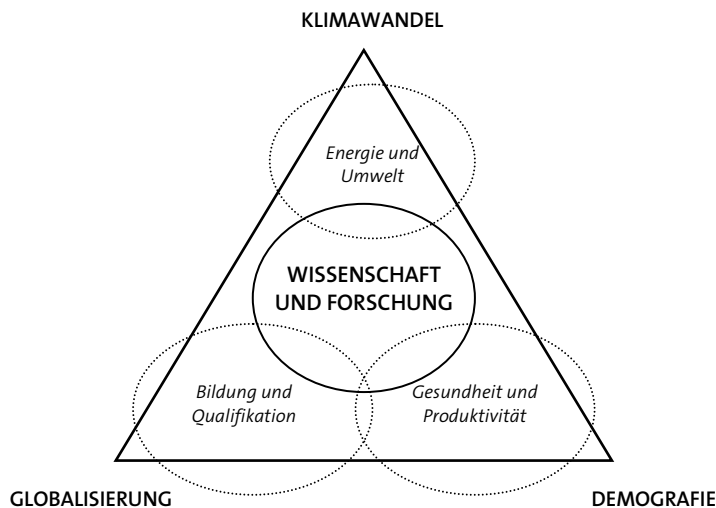 KLIMAWANDEL
Energie und
Umwelt
WISSENSCHAFT
UND FORSCHUNG
Bildung und
Qualifikation
Gesundheit und
Produktivität
GLOBALISIERUNG
DEMOGRAFIE